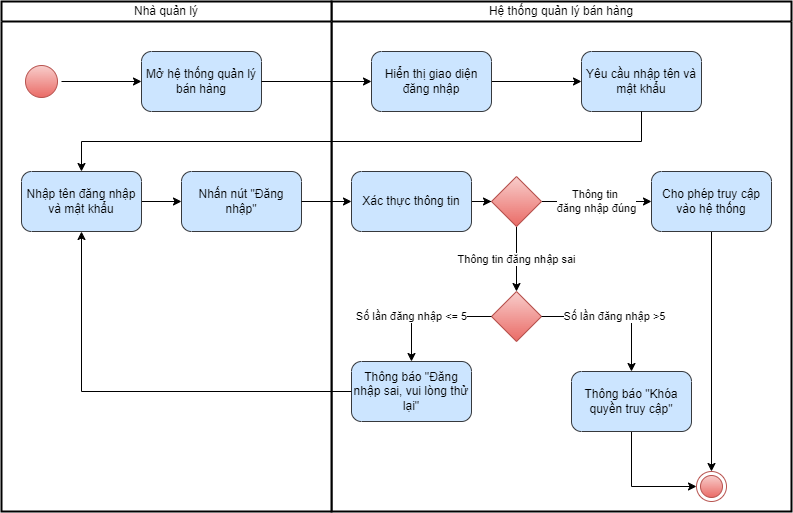 Nhà quản lý
Hệ thống quản lý bán hàng
Mở hệ thống quản lý
bán hàng
Hiển thị giao diện
đăng nhập
Yêu cầu nhập tên và
mật khẩu
Nhập tên đăng nhập
và mật khẩu
Nhấn nút "Đăng
nhập"
Xác thực thông tin
Thông tin
đăng nhập đúng
Cho phép truy cập
vào hệ thống
Thông tin đăng nhập sai
Số lần đăng nhập <= 5
Số lần đăng nhập >5
Thông báo "Đăng
nhập sai, vui lòng thử
lại"
Thông báo "Khóa
quyền truy cập"